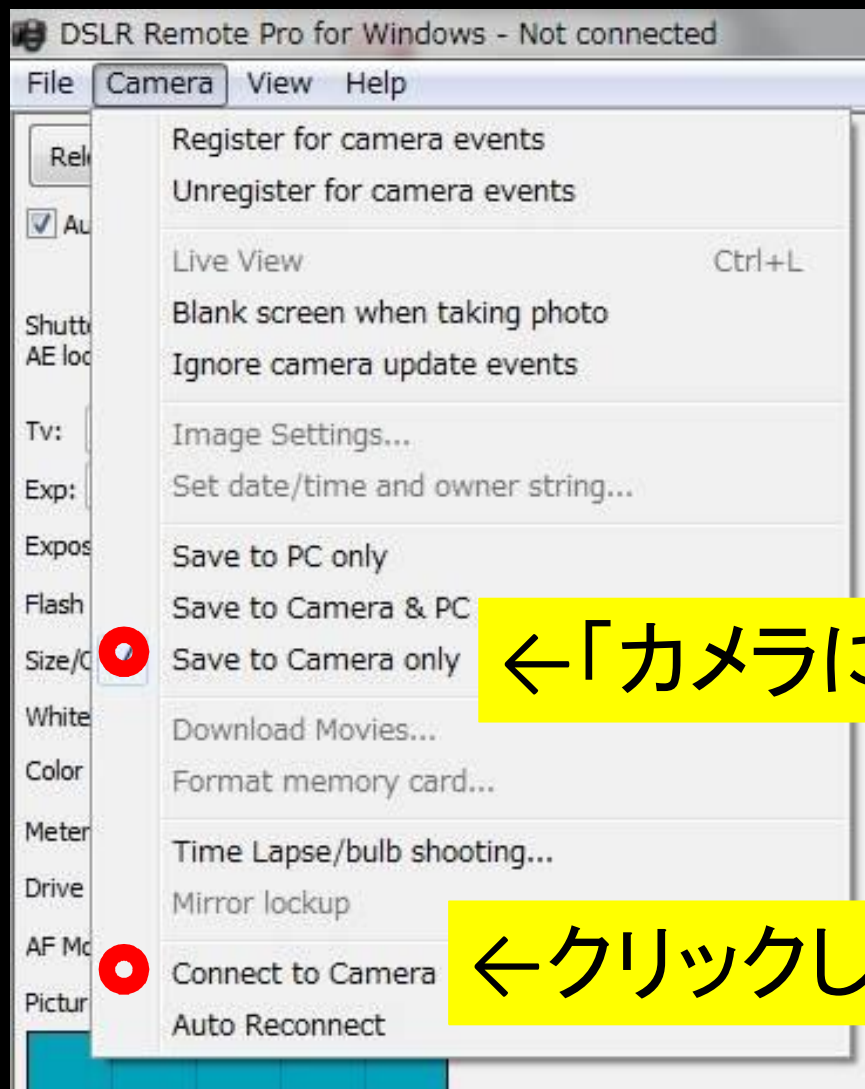 DSLR Remote Pro for Windows - Not connected
File Camera View Help
Register for camera events
Unregister for camera events
Live View Ctrl+L
Blank screen when taking photo
Ignore camera update events
Tv: Image Settings...
Exp: Set date/time and owner string...
Save to PC only
Flash Save to Camera & PC
Save to Camera only ←「カメラに
White
Download Movies...
Color Format memory card...
Time Lapse/bulb shooting...
Drive Mirror lockup
Connect to Camera ←クリックし
Auto Reconnect